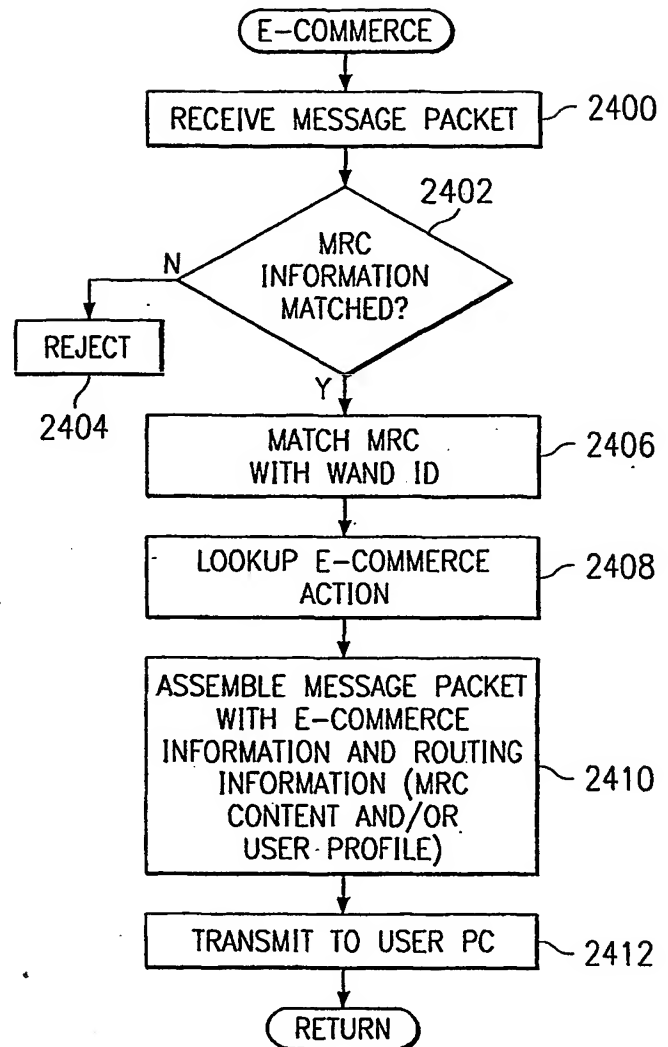 E-COMMERCE
RECEIVE MESSAGE PACKET
2400
2402
MRC
INFORMATION
MATCHED?
N
REJECT
2404
Y
MATCH MRC
WITH WAND ID
2406
LOOKUP E-COMMERCE
ACTION
2408
ASSEMBLE MESSAGE PACKET
WITH E-COMMERCE
INFORMATION AND ROUTING
INFORMATION (MRC
CONTENT AND/OR
USER PROFILE)
2410
TRANSMIT TO USER PC
2412
RETURN